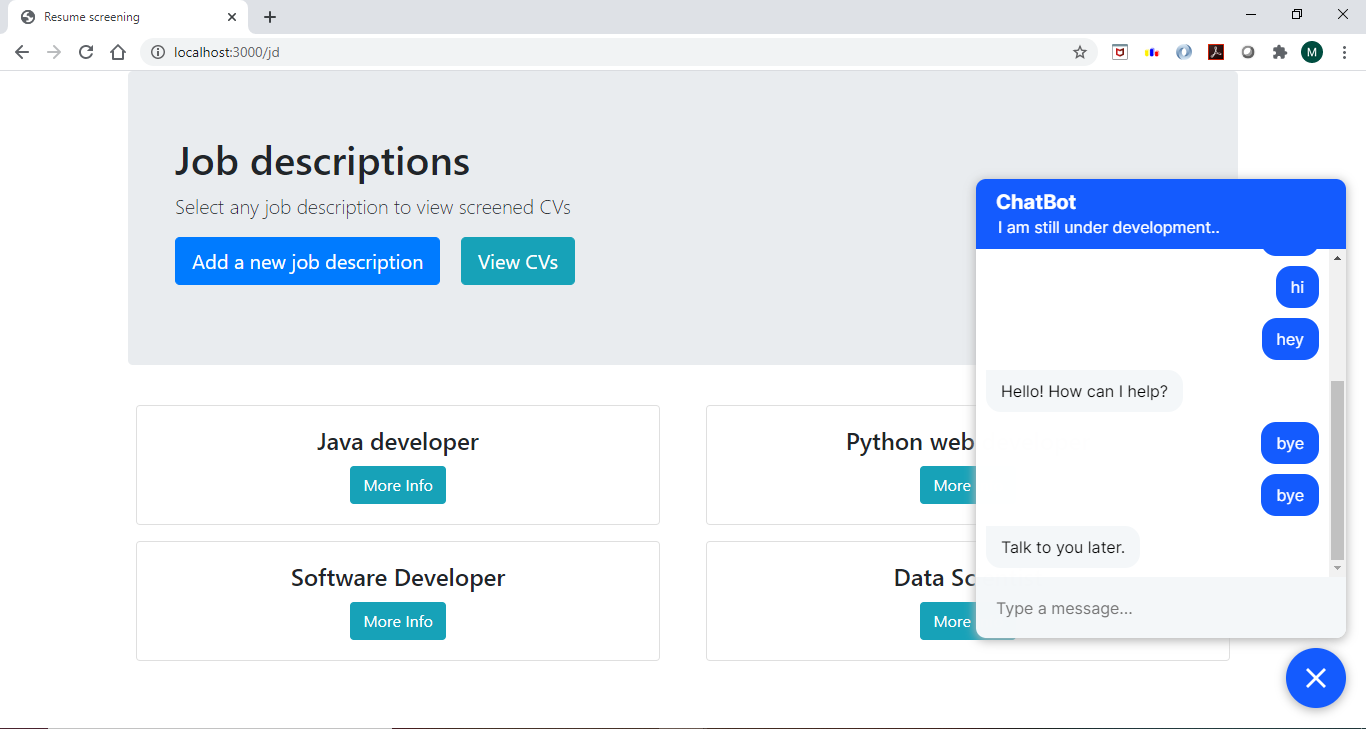 Resume screening
localhost:3000/jd
M
Job descriptions
Select any job description to view screened CVs
Add a new job description
View CVs
Java developer
More Info
Python web
More
Software Developer
More Info
Data Sc
More
ChatBot
I am still under development..
hi
hey
Hello! How can I help?
bye
bye
Talk to you later.
Type a message...